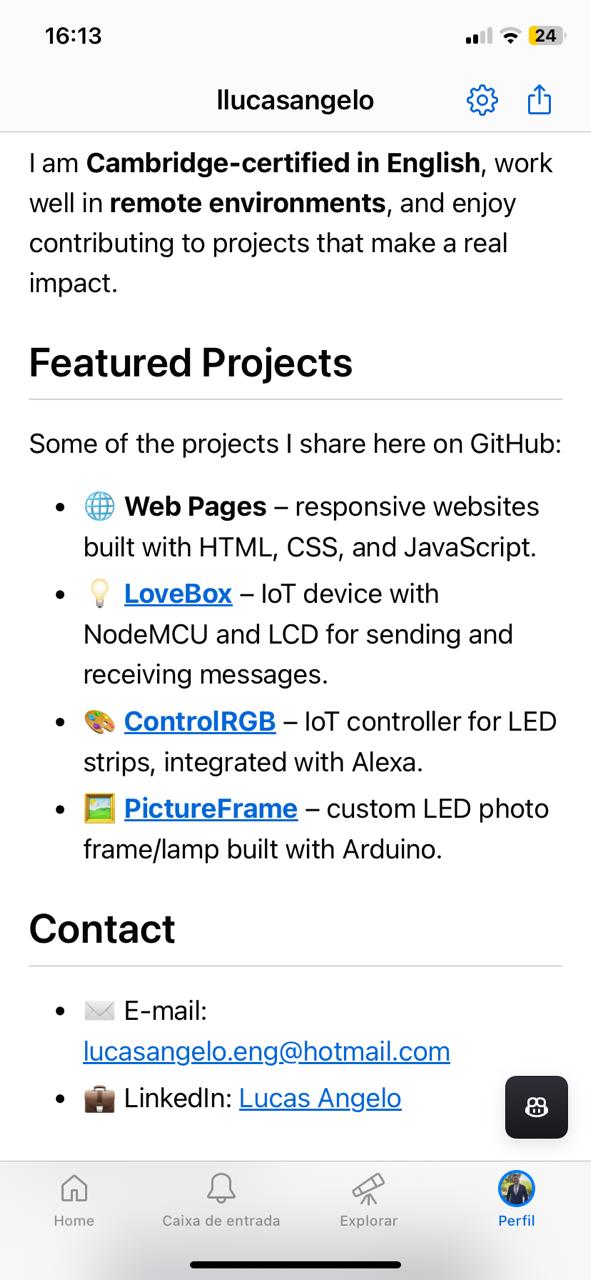 16:13
24
llucasangelo
I am Cambridge-certified in English, work
well in remote environments, and enjoy
contributing to projects that make a real
impact.
Featured Projects
Some of the projects I share here on GitHub:
• 🌐 Web Pages – responsive websites
built with HTML, CSS, and JavaScript.
• 💡 LoveBox – IoT device with
NodeMCU and LCD for sending and
receiving messages.
• 🎨 ControlRGB – IoT controller for LED
strips, integrated with Alexa.
• 🖼️ PictureFrame – custom LED photo
frame/lamp built with Arduino.
Contact
• ✉️ E-mail:
lucasangelo.eng@hotmail.com
• 💼 LinkedIn: Lucas Angelo
Home
Caixa de entrada
Explorar
Perfil